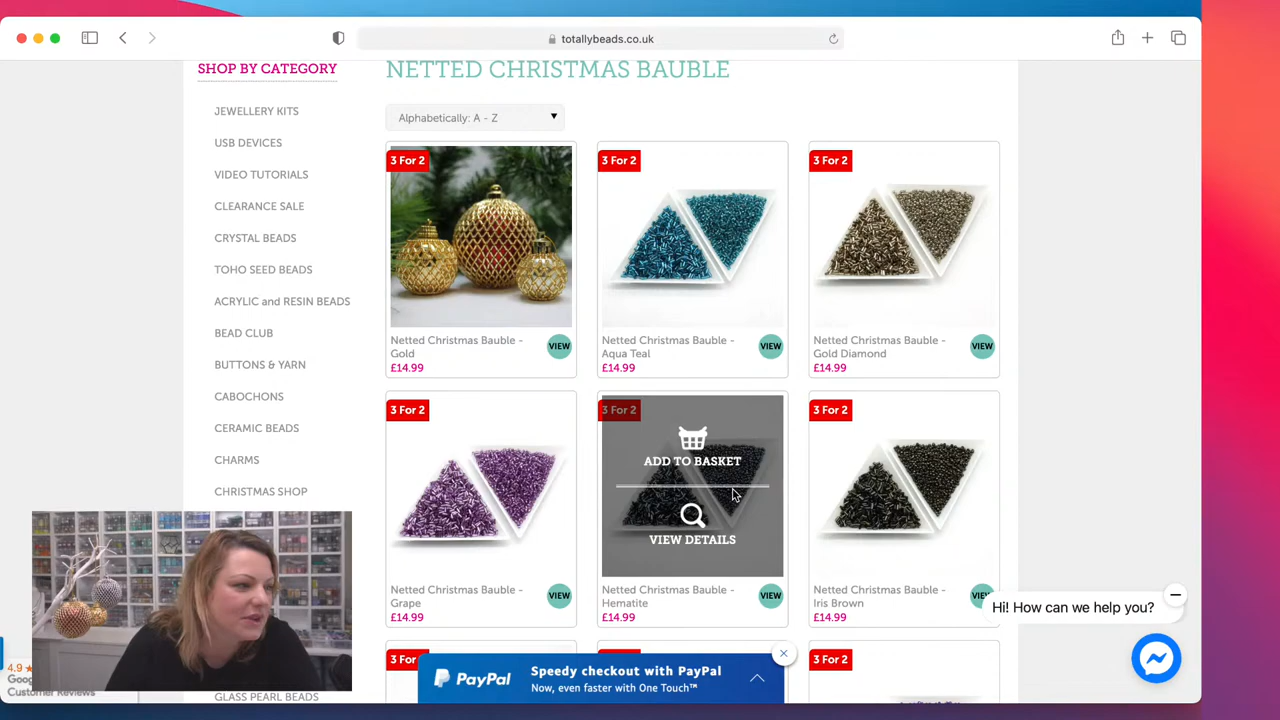 totallybeads.co.uk
SHOP BY CATEGORY
JEWELLERY KITS
USB DEVICES
VIDEO TUTORIALS
CLEARANCE SALE
CRYSTAL BEADS
TOHO SEED BEADS
ACRYLIC and RESIN BEADS
BEAD CLUB
BUTTONS & YARN
CABOCHONS
CERAMIC BEADS
CHARMS
CHRISTMAS SHOP
GLASS PEARL BEADS
NETTED CHRISTMAS BAUBLE
Alphabetically: A - Z
3 For 2
Netted Christmas Bauble -
Gold
£14.99
VIEW
3 For 2
Netted Christmas Bauble -
Aqua Teal
£14.99
VIEW
3 For 2
Netted Christmas Bauble -
Gold Diamond
£14.99
VIEW
3 For 2
Netted Christmas Bauble -
Grape
£14.99
VIEW
3 For 2
ADD TO BASKET
VIEW DETAILS
Netted Christmas Bauble -
Hematite
£14.99
VIEW
3 For 2
Netted Christmas Bauble -
Iris Brown
£14.99
3 For 2
Hi! How can we help you?
PayPal
Speedy checkout with PayPal
Now, even faster with One Touch™
4.9
Customer Reviews